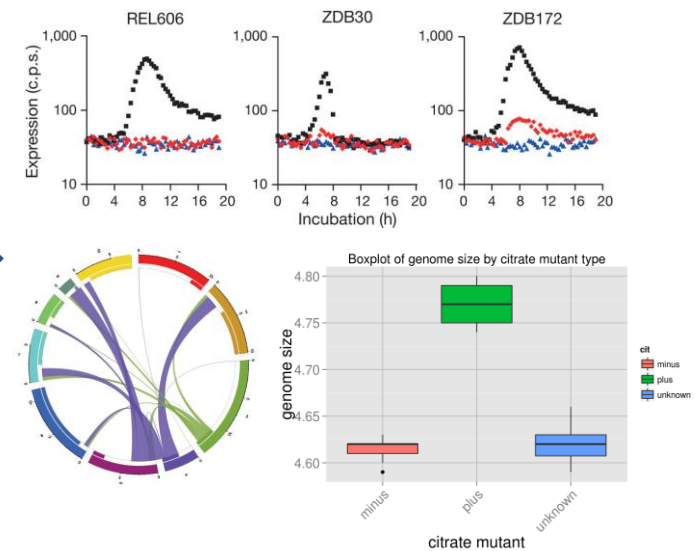 REL606
ZDB30
ZDB172
1,000
1,000
1,000
100
100
100
10
10
10
0 4 8 12 16 20
0 4 8 12 16 20
0 4 8 12 16 20
Expression (c.p.s.)
Incubation (h)
Boxplot of genome size by citrate mutant type
4.80
4.75
4.70
4.65
4.60
genome size
minus
plus
unknown
citrate mutant
cit
minus
plus
unknown